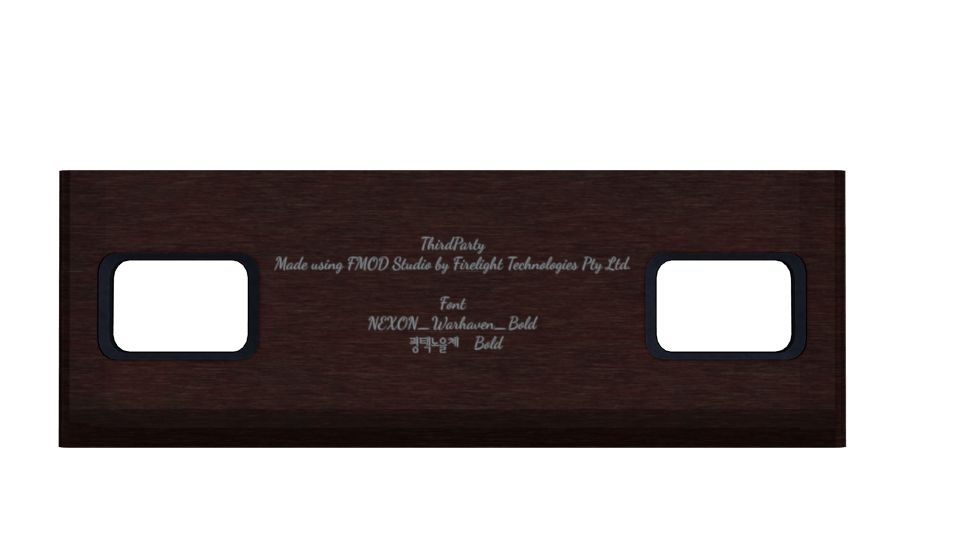 ThirdParty
Made using FMOD Studio by Firelight Technologies Pty Ltd.
Font
NEXON_Warhaven_Bold
평택노을체 Bold